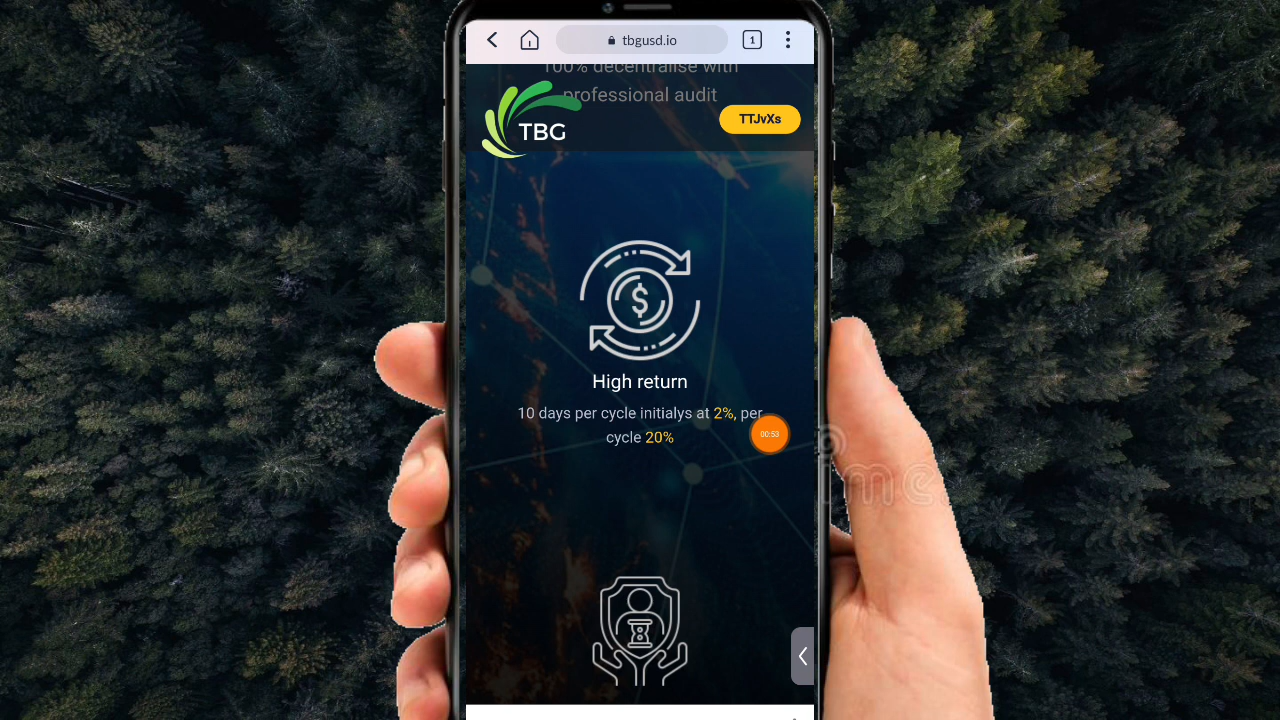 tbgusd.io
1
100% decentralise with
professional audit
TBG
TTJvXs
High return
10 days per cycle initialys at 2%, per
cycle 20%
00:53